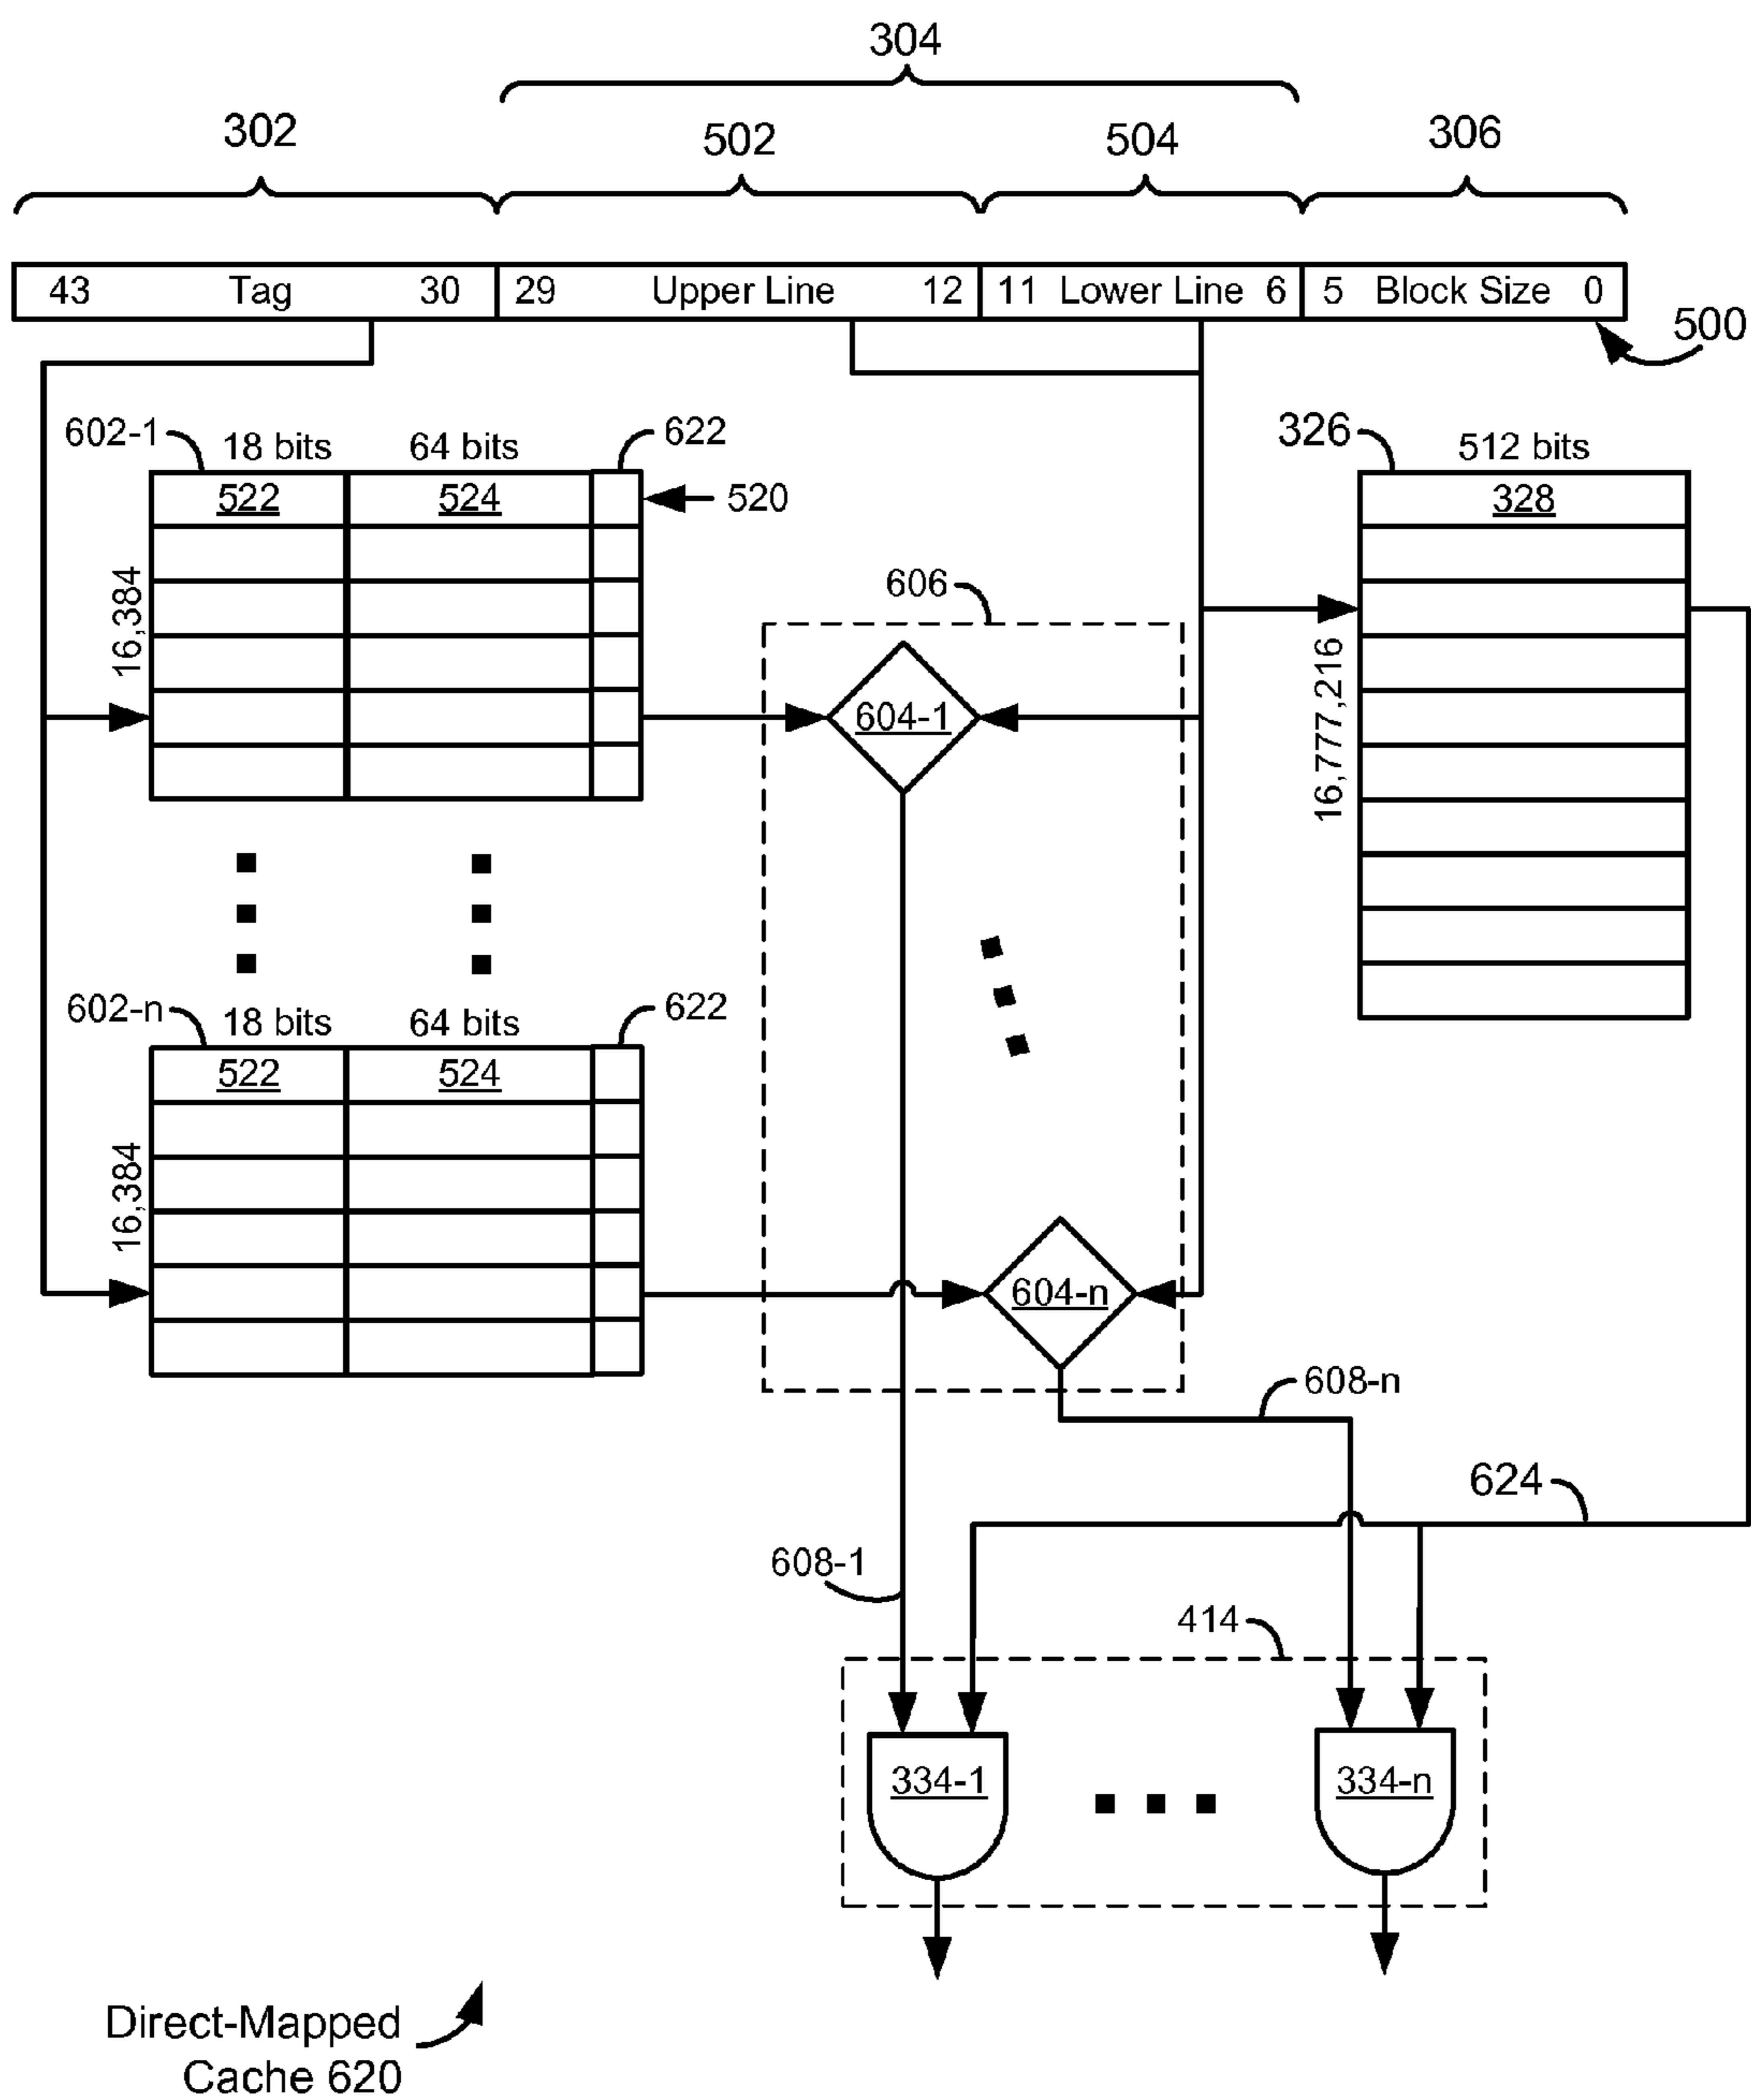 304
302 502 504 306
43 Tag 30 29 Upper Line 12 11 Lower Line 6 5 Block Size 0
500
602-1 18 bits 64 bits 622
326 512 bits
522 524 520
328
16,384
606
604-1
16,777,216
602-n 18 bits 64 bits 622
522 524
16,384
604-n
608-n
624
608-1
414
334-1 334-n
Direct-Mapped
Cache 620